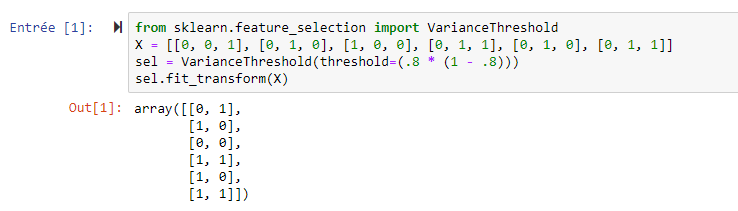 Entrée [1]: from sklearn.feature_selection import VarianceThreshold
X = [[0, 0, 1], [0, 1, 0], [1, 0, 0], [0, 1, 1], [0, 1, 0], [0, 1, 1]]
sel = VarianceThreshold(threshold=(.8 * (1 - .8)))
sel.fit_transform(X)
Out[1]: array([[0, 1],
[1, 0],
[0, 0],
[1, 1],
[1, 0],
[1, 1]])